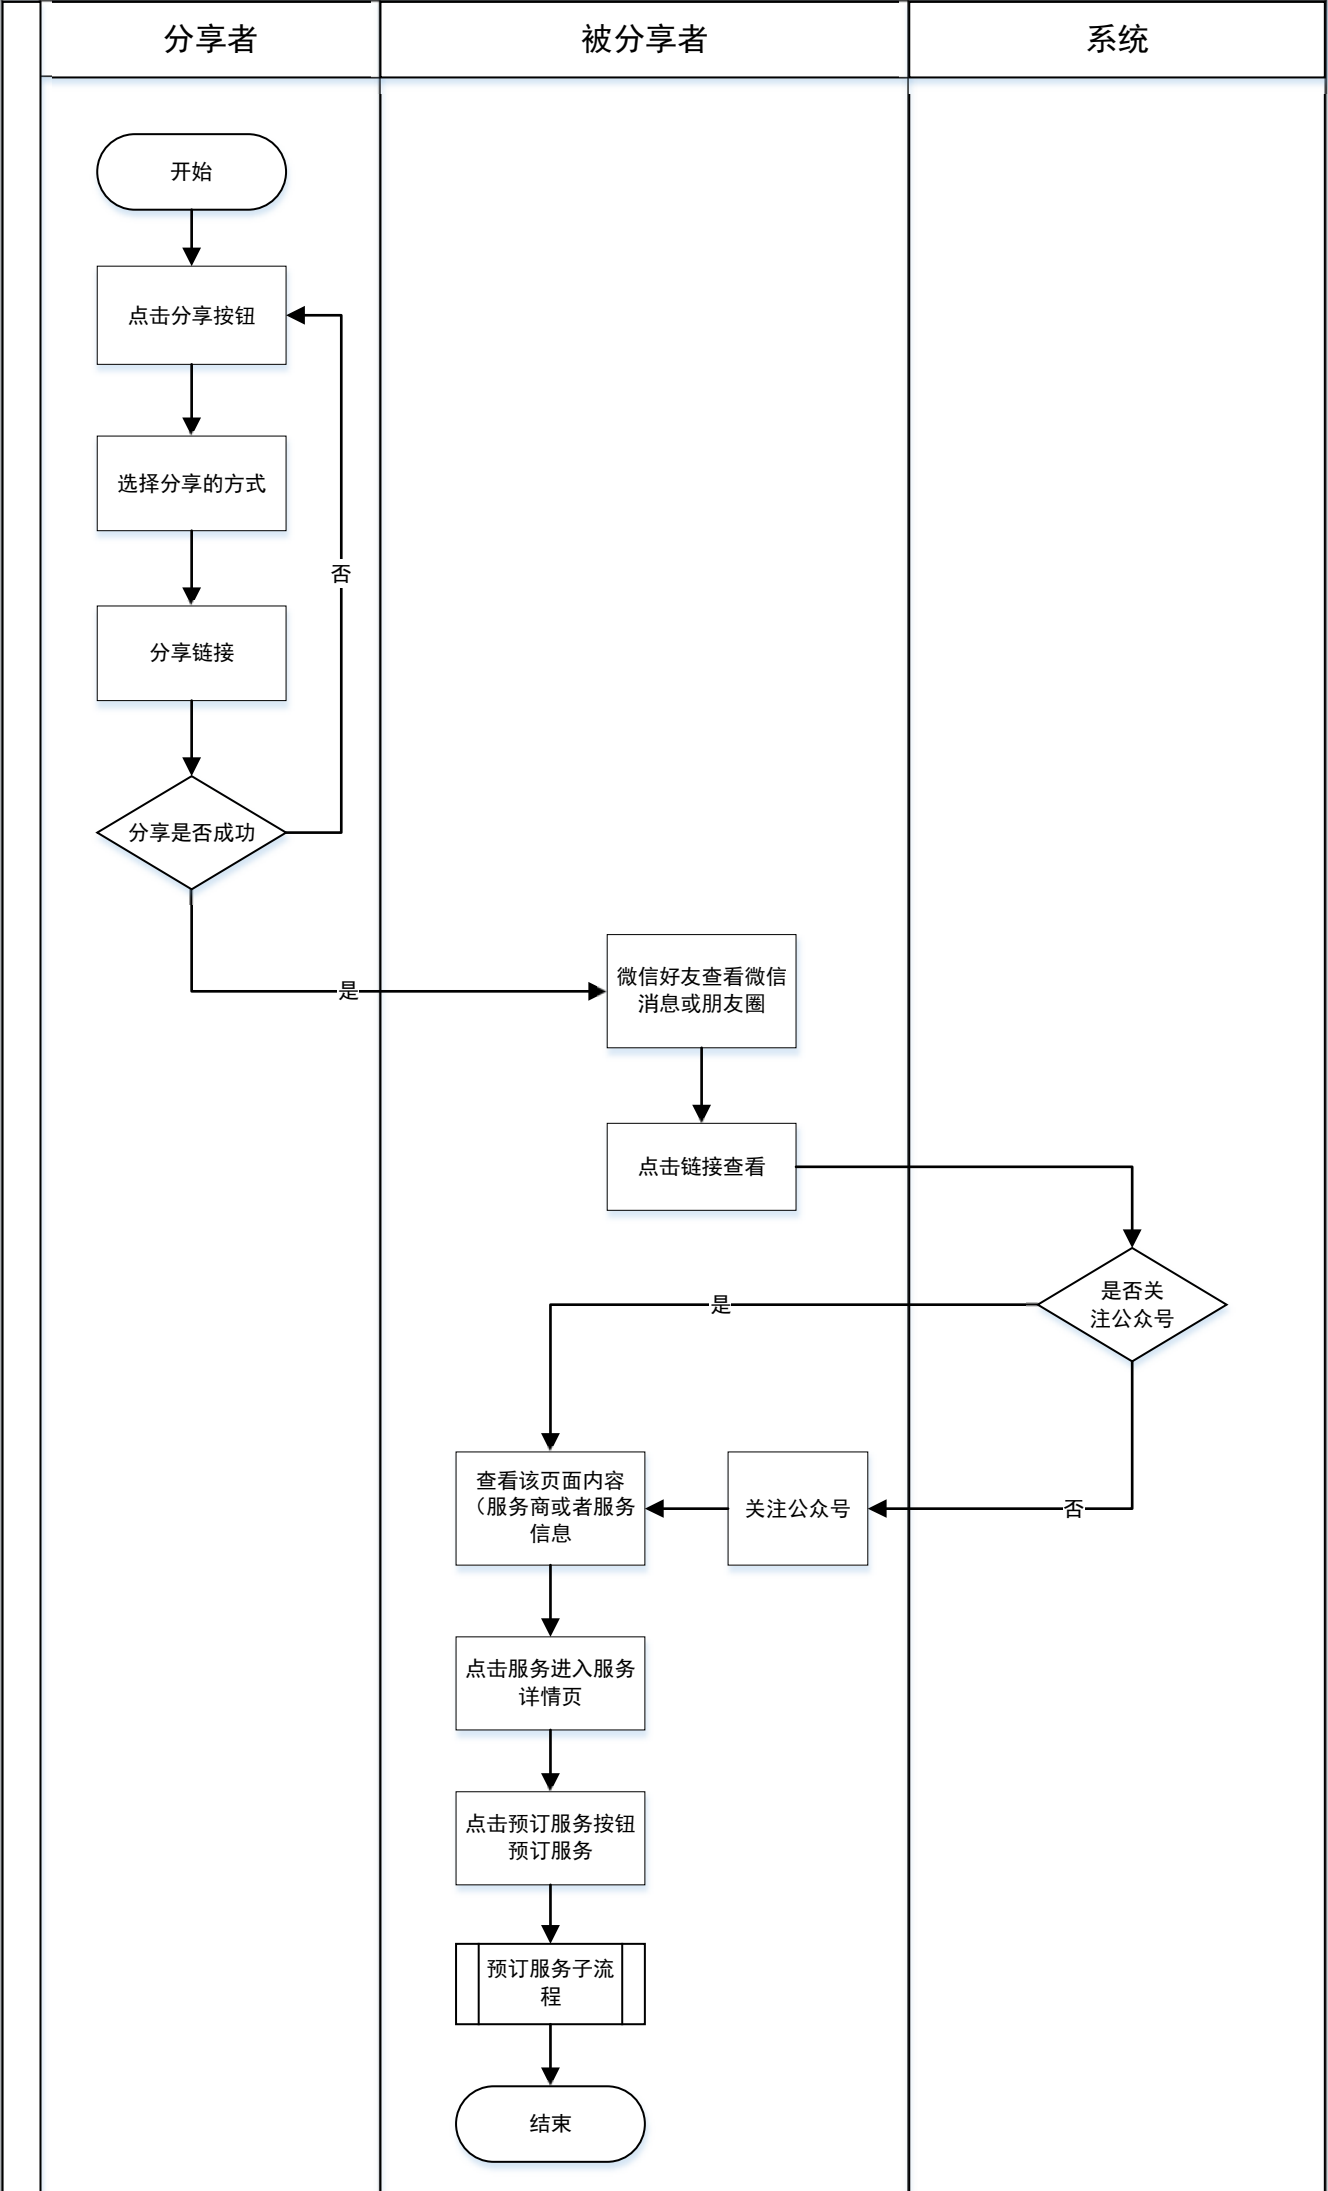 分享者
被分享者
系统
开始
点击分享按钮
选择分享的方式
否
分享链接
分享是否成功
是
微信好友查看微信
消息或朋友圈
点击链接查看
是否关
注公众号
是
查看该页面内容
（服务商或者服务
信息
关注公众号
否
点击服务进入服务
详情页
点击预订服务按钮
预订服务
预订服务子流
程
结束